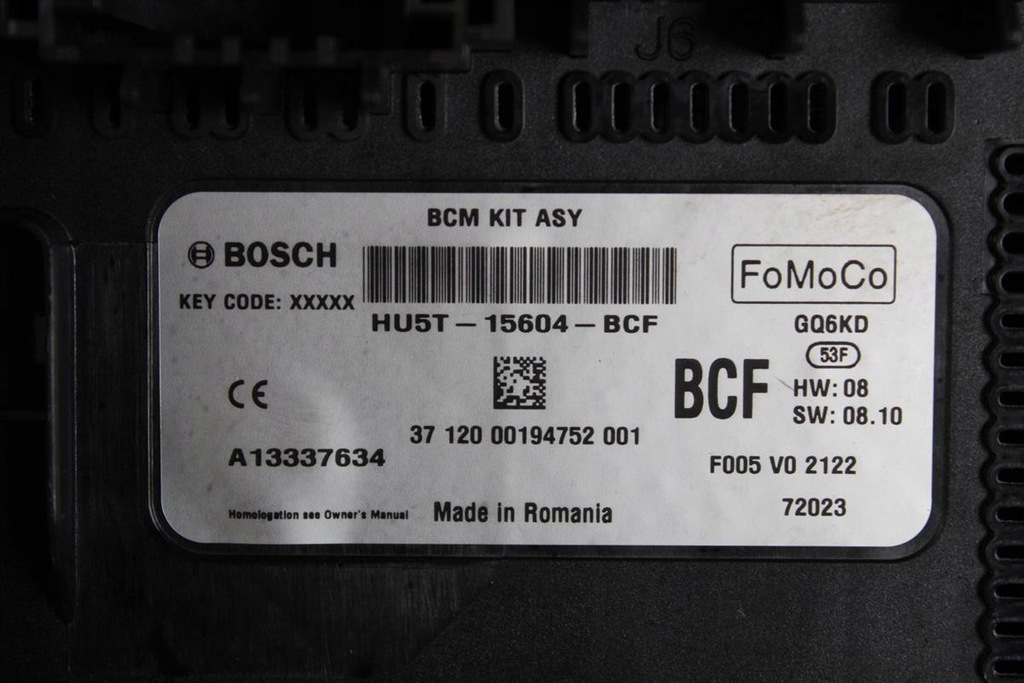 J6
BCM KIT ASY
BOSCH
FoMoCo
KEY CODE: XXXXX
HU5T-15604-BCF
GQ6KD
53F
BCF
HW: 08
SW: 08.10
CE
37 120 00194752 001
A13337634
F005 V0 2122
72023
Homologation see Owner's Manual
Made in Romania